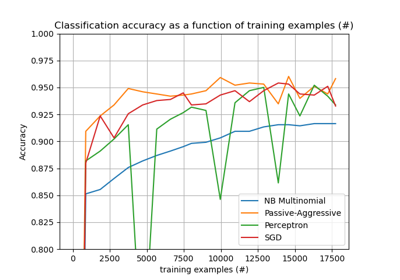 Classification accuracy as a function of training examples (#)
1.000
0.975
0.950
0.925
0.900
0.875
0.850
0.825
0.800
Accuracy
NB Multinomial
Passive-Aggressive
Perceptron
SGD
0 2500 5000 7500 10000 12500 15000 17500
training examples (#)